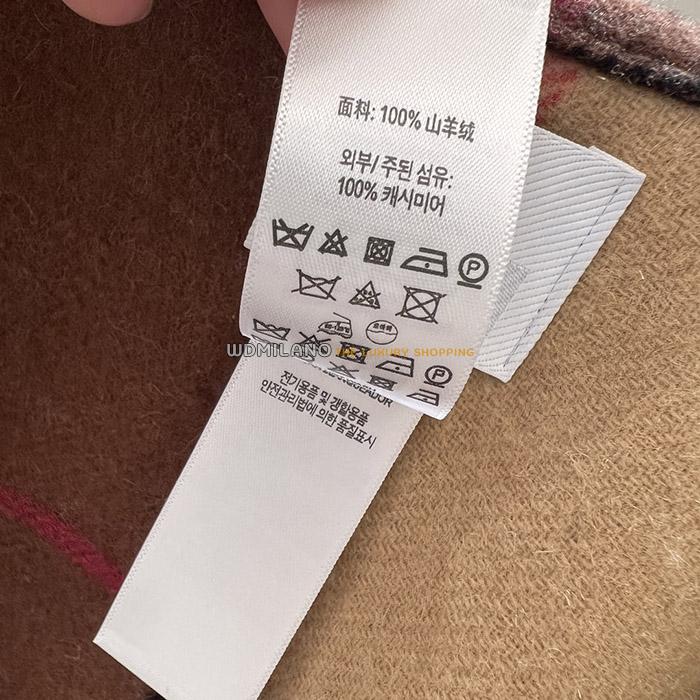 面料: 100% 山羊绒
외부/ 주된 섬유:
100% 캐시미어
P
P
WDMILANO THE LUXURY SHOPPING
전기용품 및 생활용품
안전관리법에 의한 품질표시